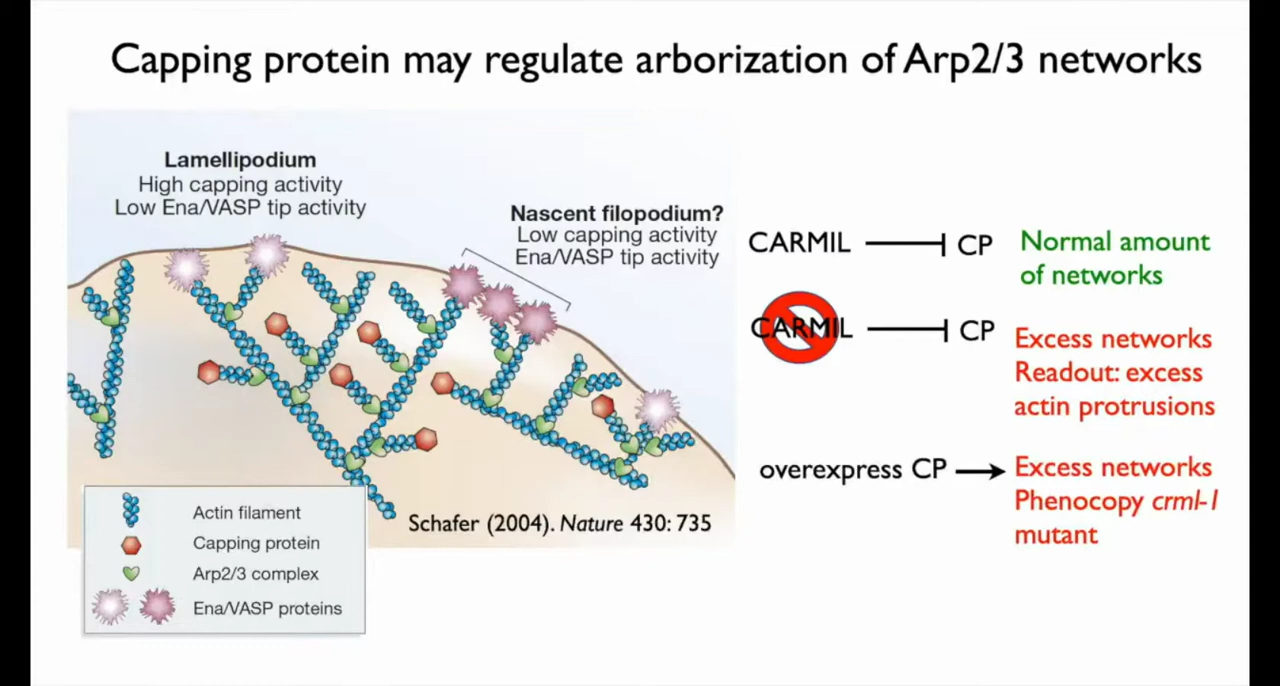 Capping protein may regulate arborization of Arp2/3 networks
Lamellipodium
High capping activity
Low Ena/VASP tip activity
Nascent filopodium?
Low capping activity
Ena/VASP tip activity
CARMIL CP
Normal amount
of networks
CARMIL CP
Excess networks
Readout: excess
actin protrusions
overexpress CP
Excess networks
Phenocopy crml-1
mutant
Schafer (2004). Nature 430: 735
Actin filament
Capping protein
Arp2/3 complex
Ena/VASP proteins